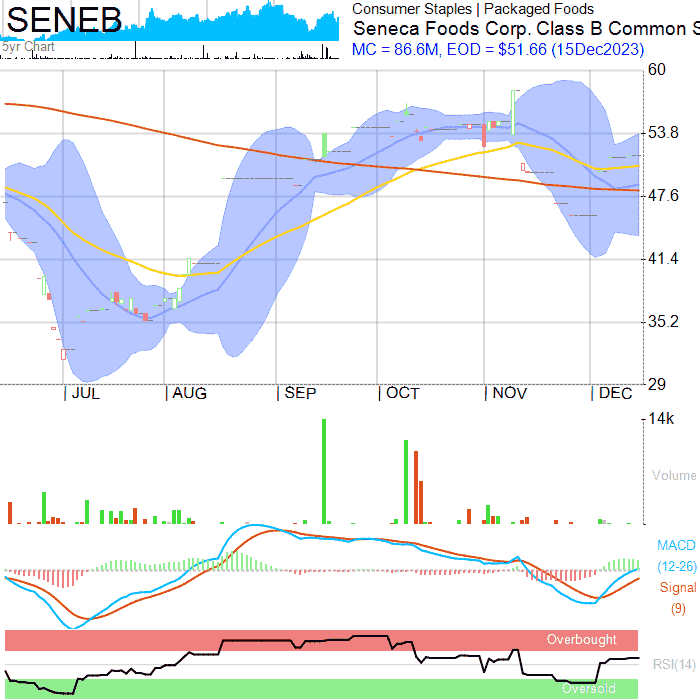 SENEB
5yr Chart
Consumer Staples | Packaged Foods
Seneca Foods Corp. Class B Common S
MC = 86.6M, EOD = $51.66 (15Dec2023)
60
53.8
47.6
41.4
35.2
29
| JUL
| AUG
| SEP
| OCT
| NOV
| DEC
14k
Volume
0
MACD
(12-26)
Signal
(9)
Overbought
RSI(14)
Oversold